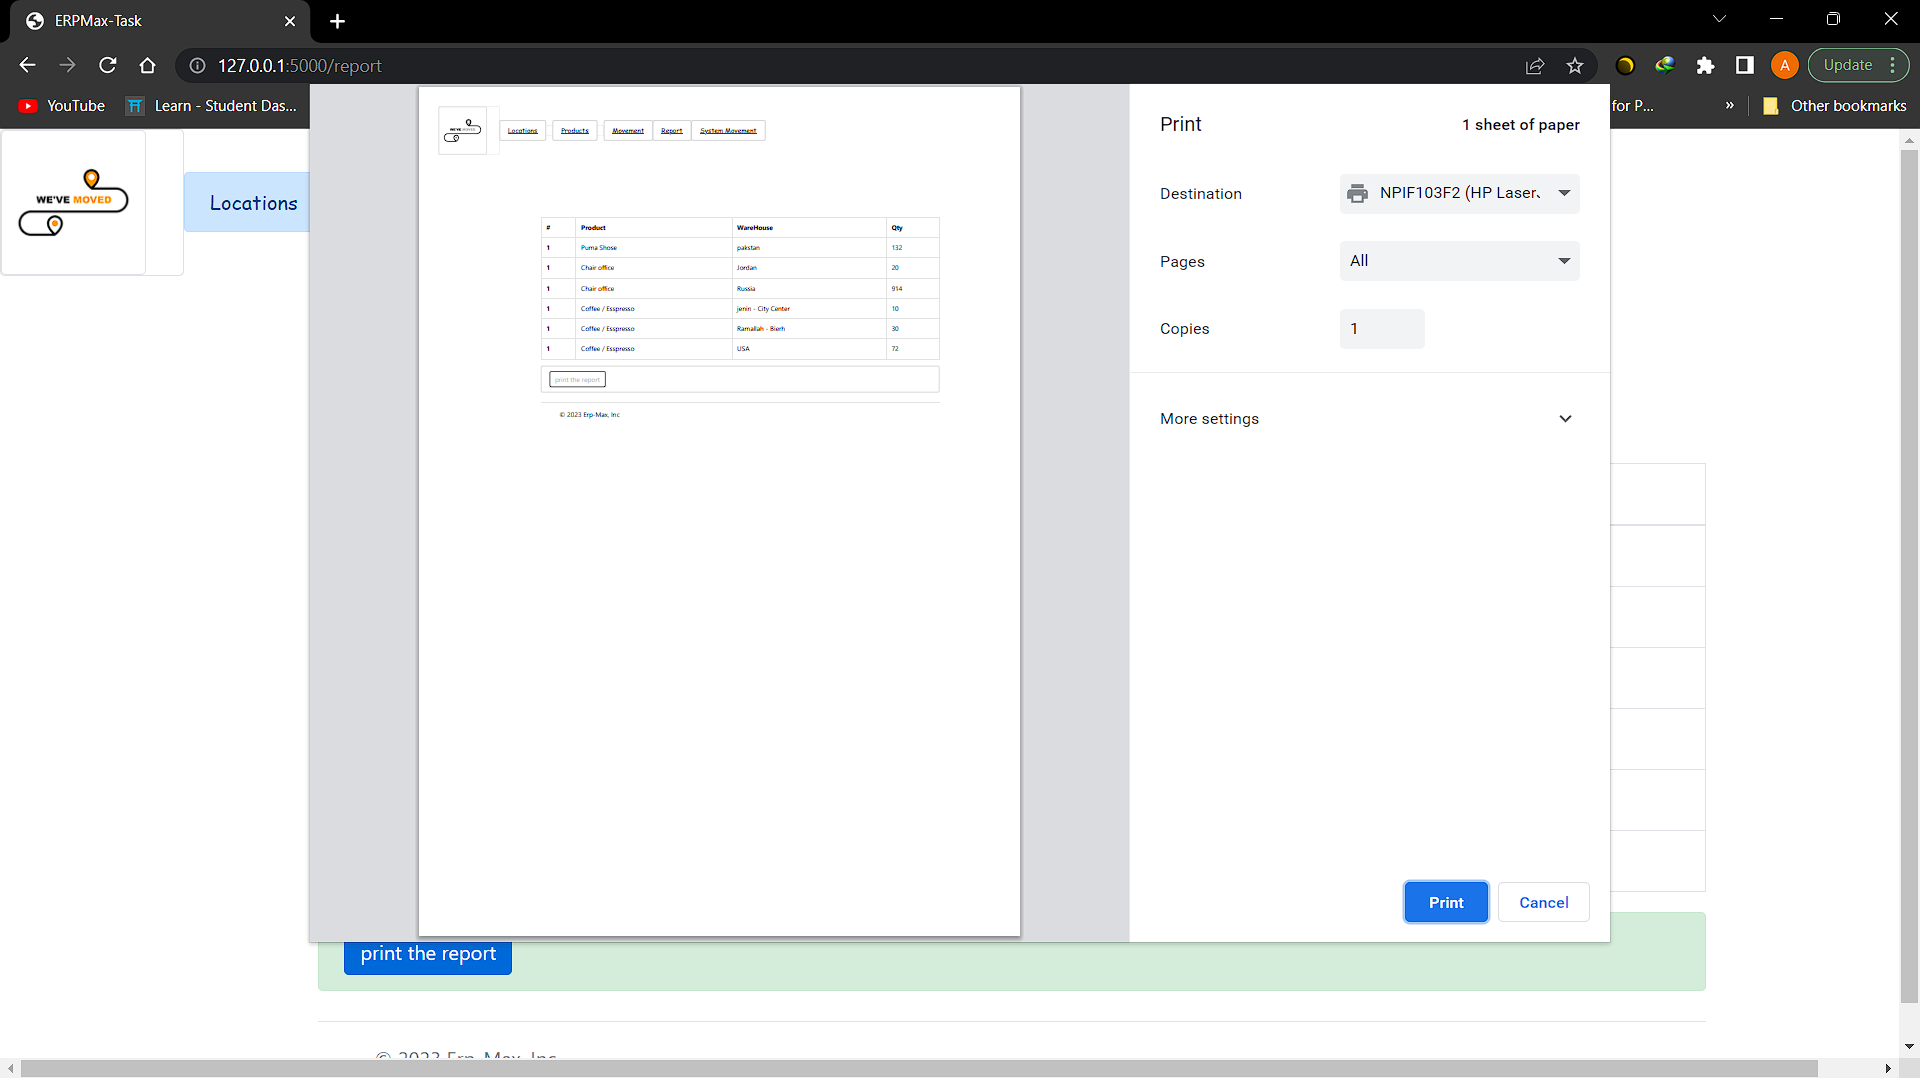 ERPMax-Task
127.0.0.1:5000/report
Update
YouTube
Learn - Student Das...
for P...
»
Other bookmarks
WE'VE MOVED
Locations
WE'VE MOVED
Locations
Products
Movement
Report
System Movement
# Product WareHouse Qty
1 Puma Shose pakstan 132
1 Chair office Jordan 20
1 Chair office Russia 914
1 Coffee / Esspresso jenin - City Center 10
1 Coffee / Esspresso Ramallah - Bierh 30
1 Coffee / Esspresso USA 72
print the report
© 2023 Erp-Max, Inc
Print
1 sheet of paper
Destination
NPIF103F2 (HP Laser
Pages
All
Copies
1
More settings
Print
Cancel
print the report
© 2023 Erp-Max, Inc
A